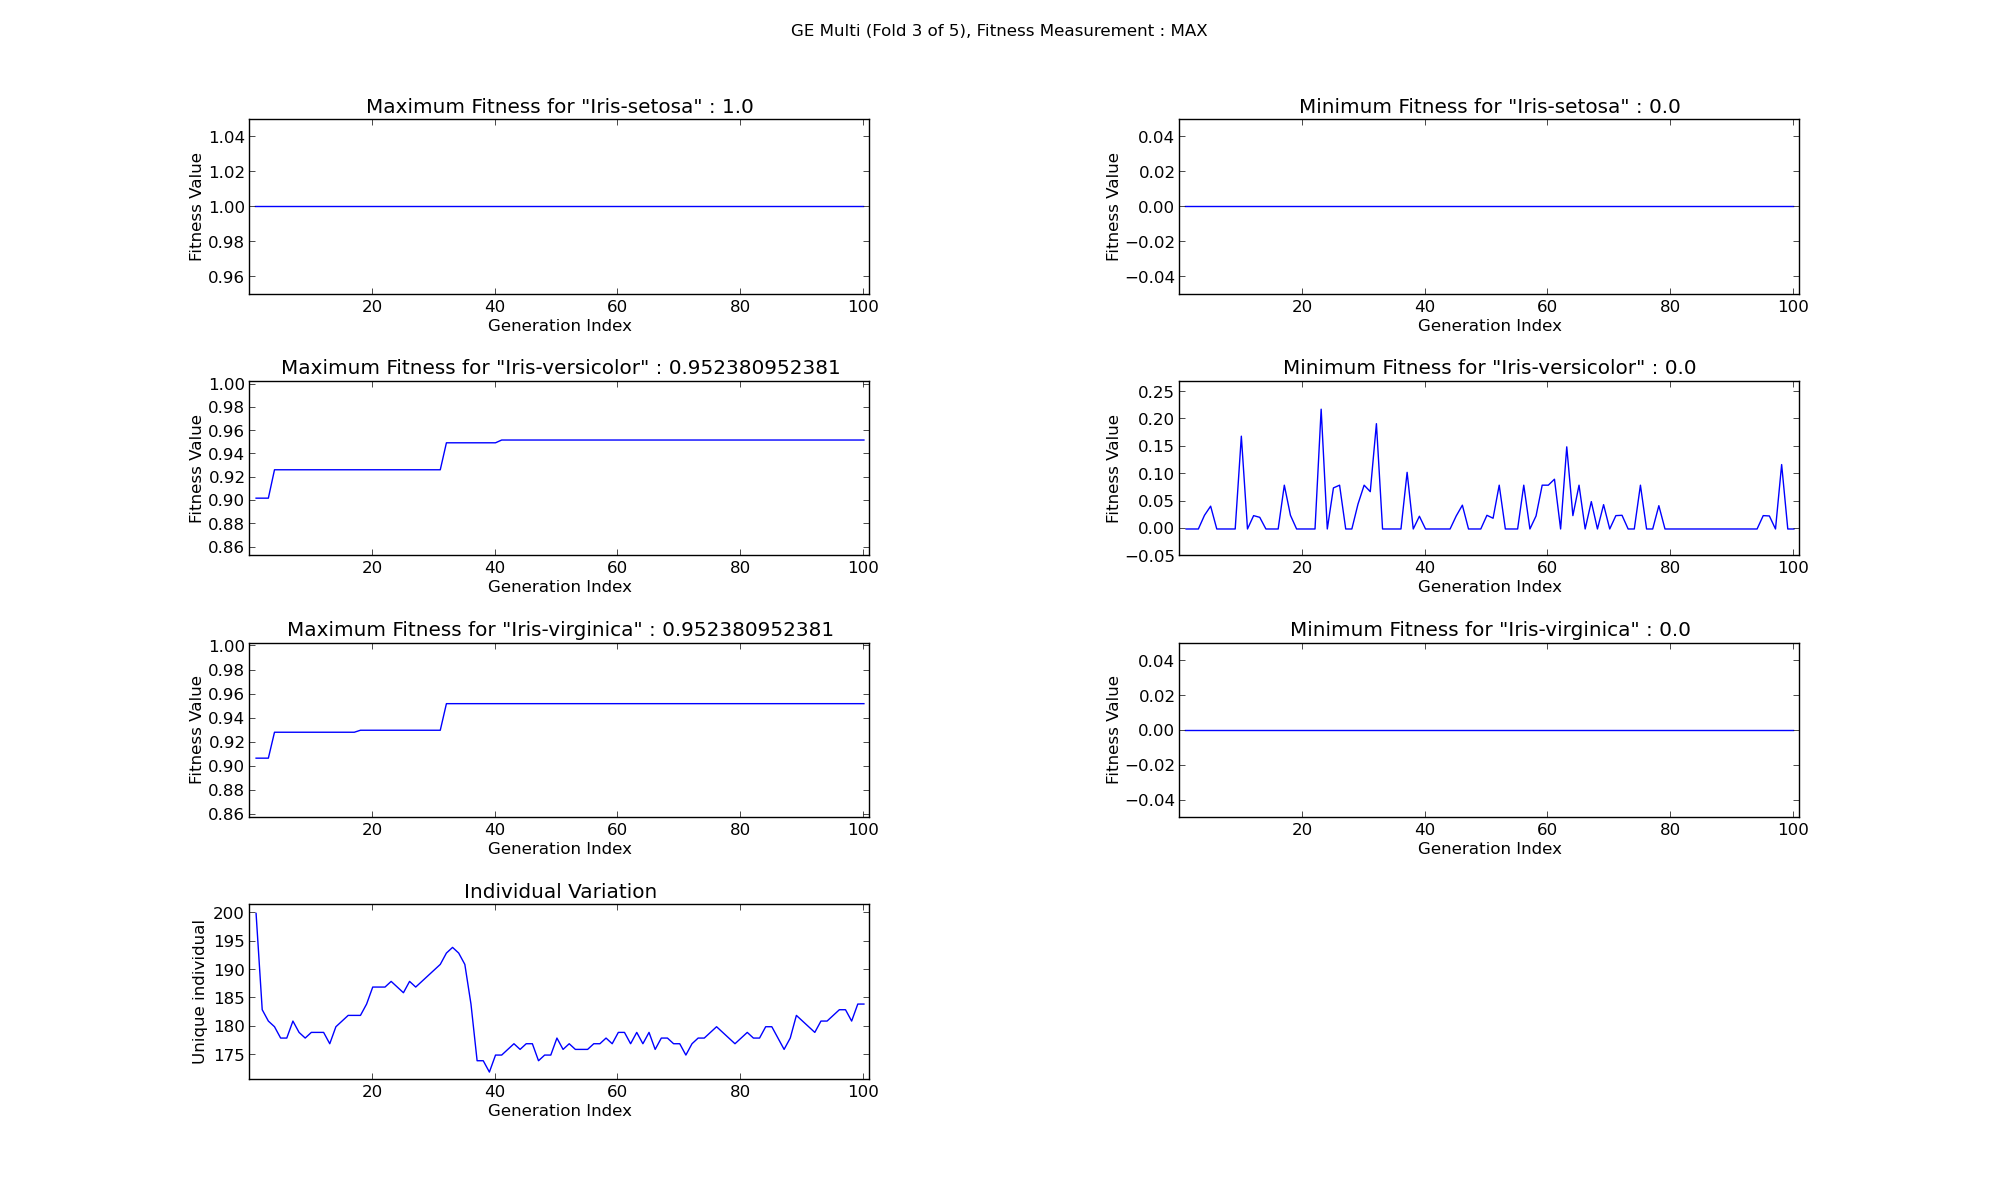 GE Multi (Fold 3 of 5), Fitness Measurement : MAX
Maximum Fitness for "Iris-setosa" : 1.0
Fitness Value
1.04
1.02
1.00
0.98
0.96
20 40 60 80 100
Generation Index
Minimum Fitness for "Iris-setosa" : 0.0
Fitness Value
0.04
0.02
0.00
−0.02
−0.04
20 40 60 80 100
Generation Index
Maximum Fitness for "Iris-versicolor" : 0.952380952381
Fitness Value
1.00
0.98
0.96
0.94
0.92
0.90
0.88
0.86
20 40 60 80 100
Generation Index
Minimum Fitness for "Iris-versicolor" : 0.0
Fitness Value
0.25
0.20
0.15
0.10
0.05
0.00
−0.05
20 40 60 80 100
Generation Index
Maximum Fitness for "Iris-virginica" : 0.952380952381
Fitness Value
1.00
0.98
0.96
0.94
0.92
0.90
0.88
0.86
20 40 60 80 100
Generation Index
Minimum Fitness for "Iris-virginica" : 0.0
Fitness Value
0.04
0.02
0.00
−0.02
−0.04
20 40 60 80 100
Generation Index
Individual Variation
Unique individual
200
195
190
185
180
175
20 40 60 80 100
Generation Index